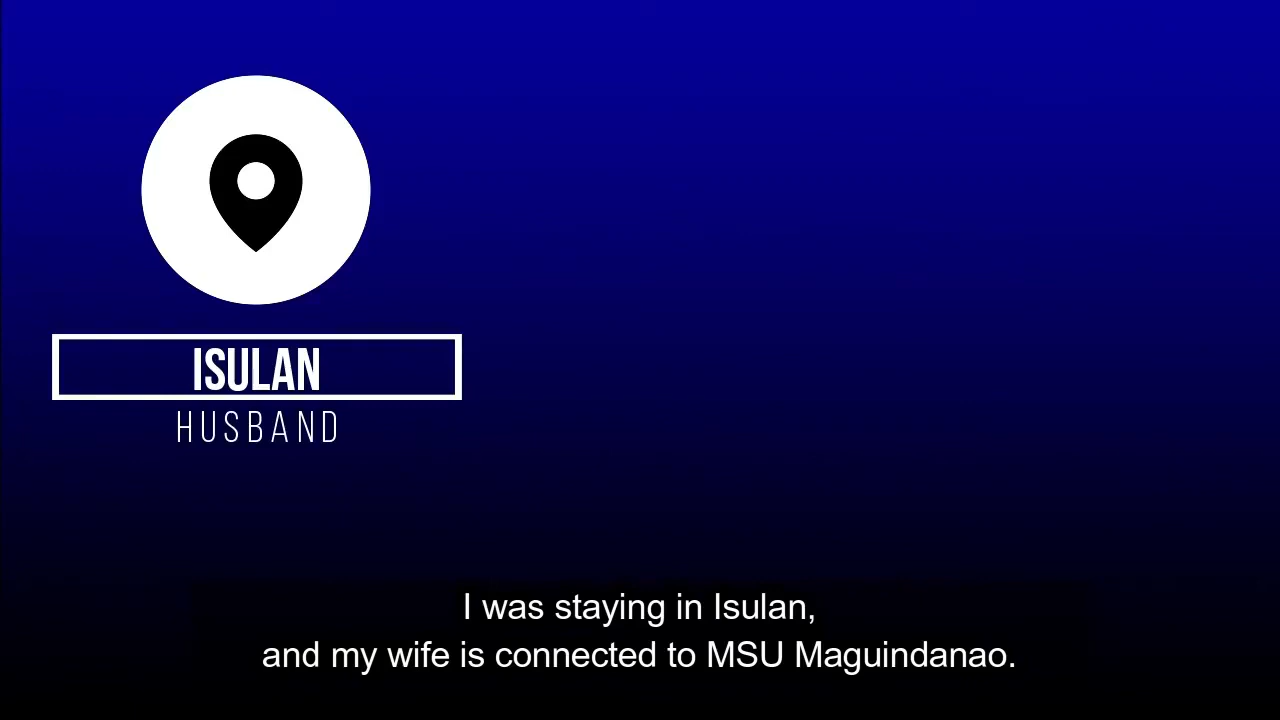 ISULAN
HUSBAND
I was staying in Isulan,
and my wife is connected to MSU Maguindanao.